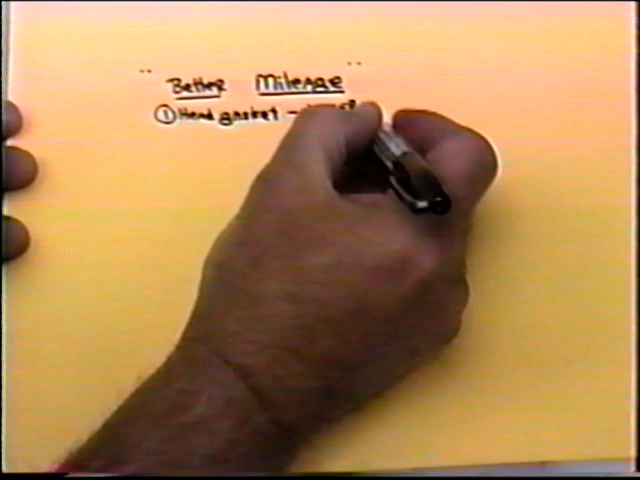 " Better Mileage "
① Head gasket -